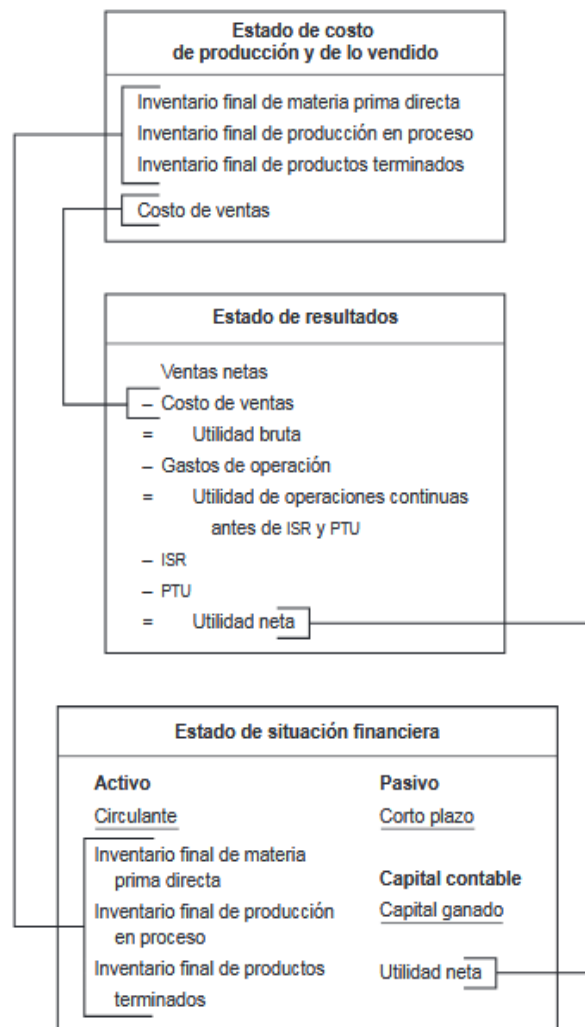 Estado de costo
de producción y de lo vendido
Inventario final de materia prima directa
Inventario final de producción en proceso
Inventario final de productos terminados
Costo de ventas
Estado de resultados
Ventas netas
– Costo de ventas
= Utilidad bruta
– Gastos de operación
= Utilidad de operaciones continuas
antes de ISR y PTU
– ISR
– PTU
= Utilidad neta
Estado de situación financiera
Activo
Circulante
Inventario final de materia
prima directa
Inventario final de producción
en proceso
Inventario final de productos
terminados
Pasivo
Corto plazo
Capital contable
Capital ganado
Utilidad neta